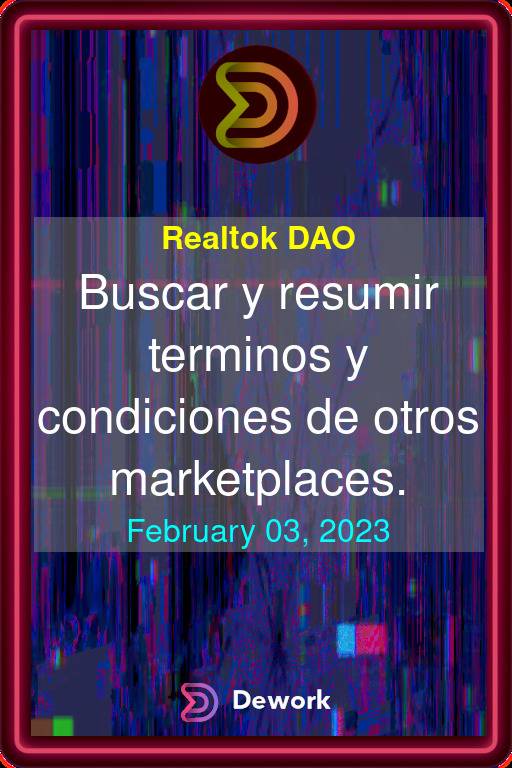 Realtok DAO
Buscar y resumir
terminos y
condiciones de otros
marketplaces.
February 03, 2023
Dework